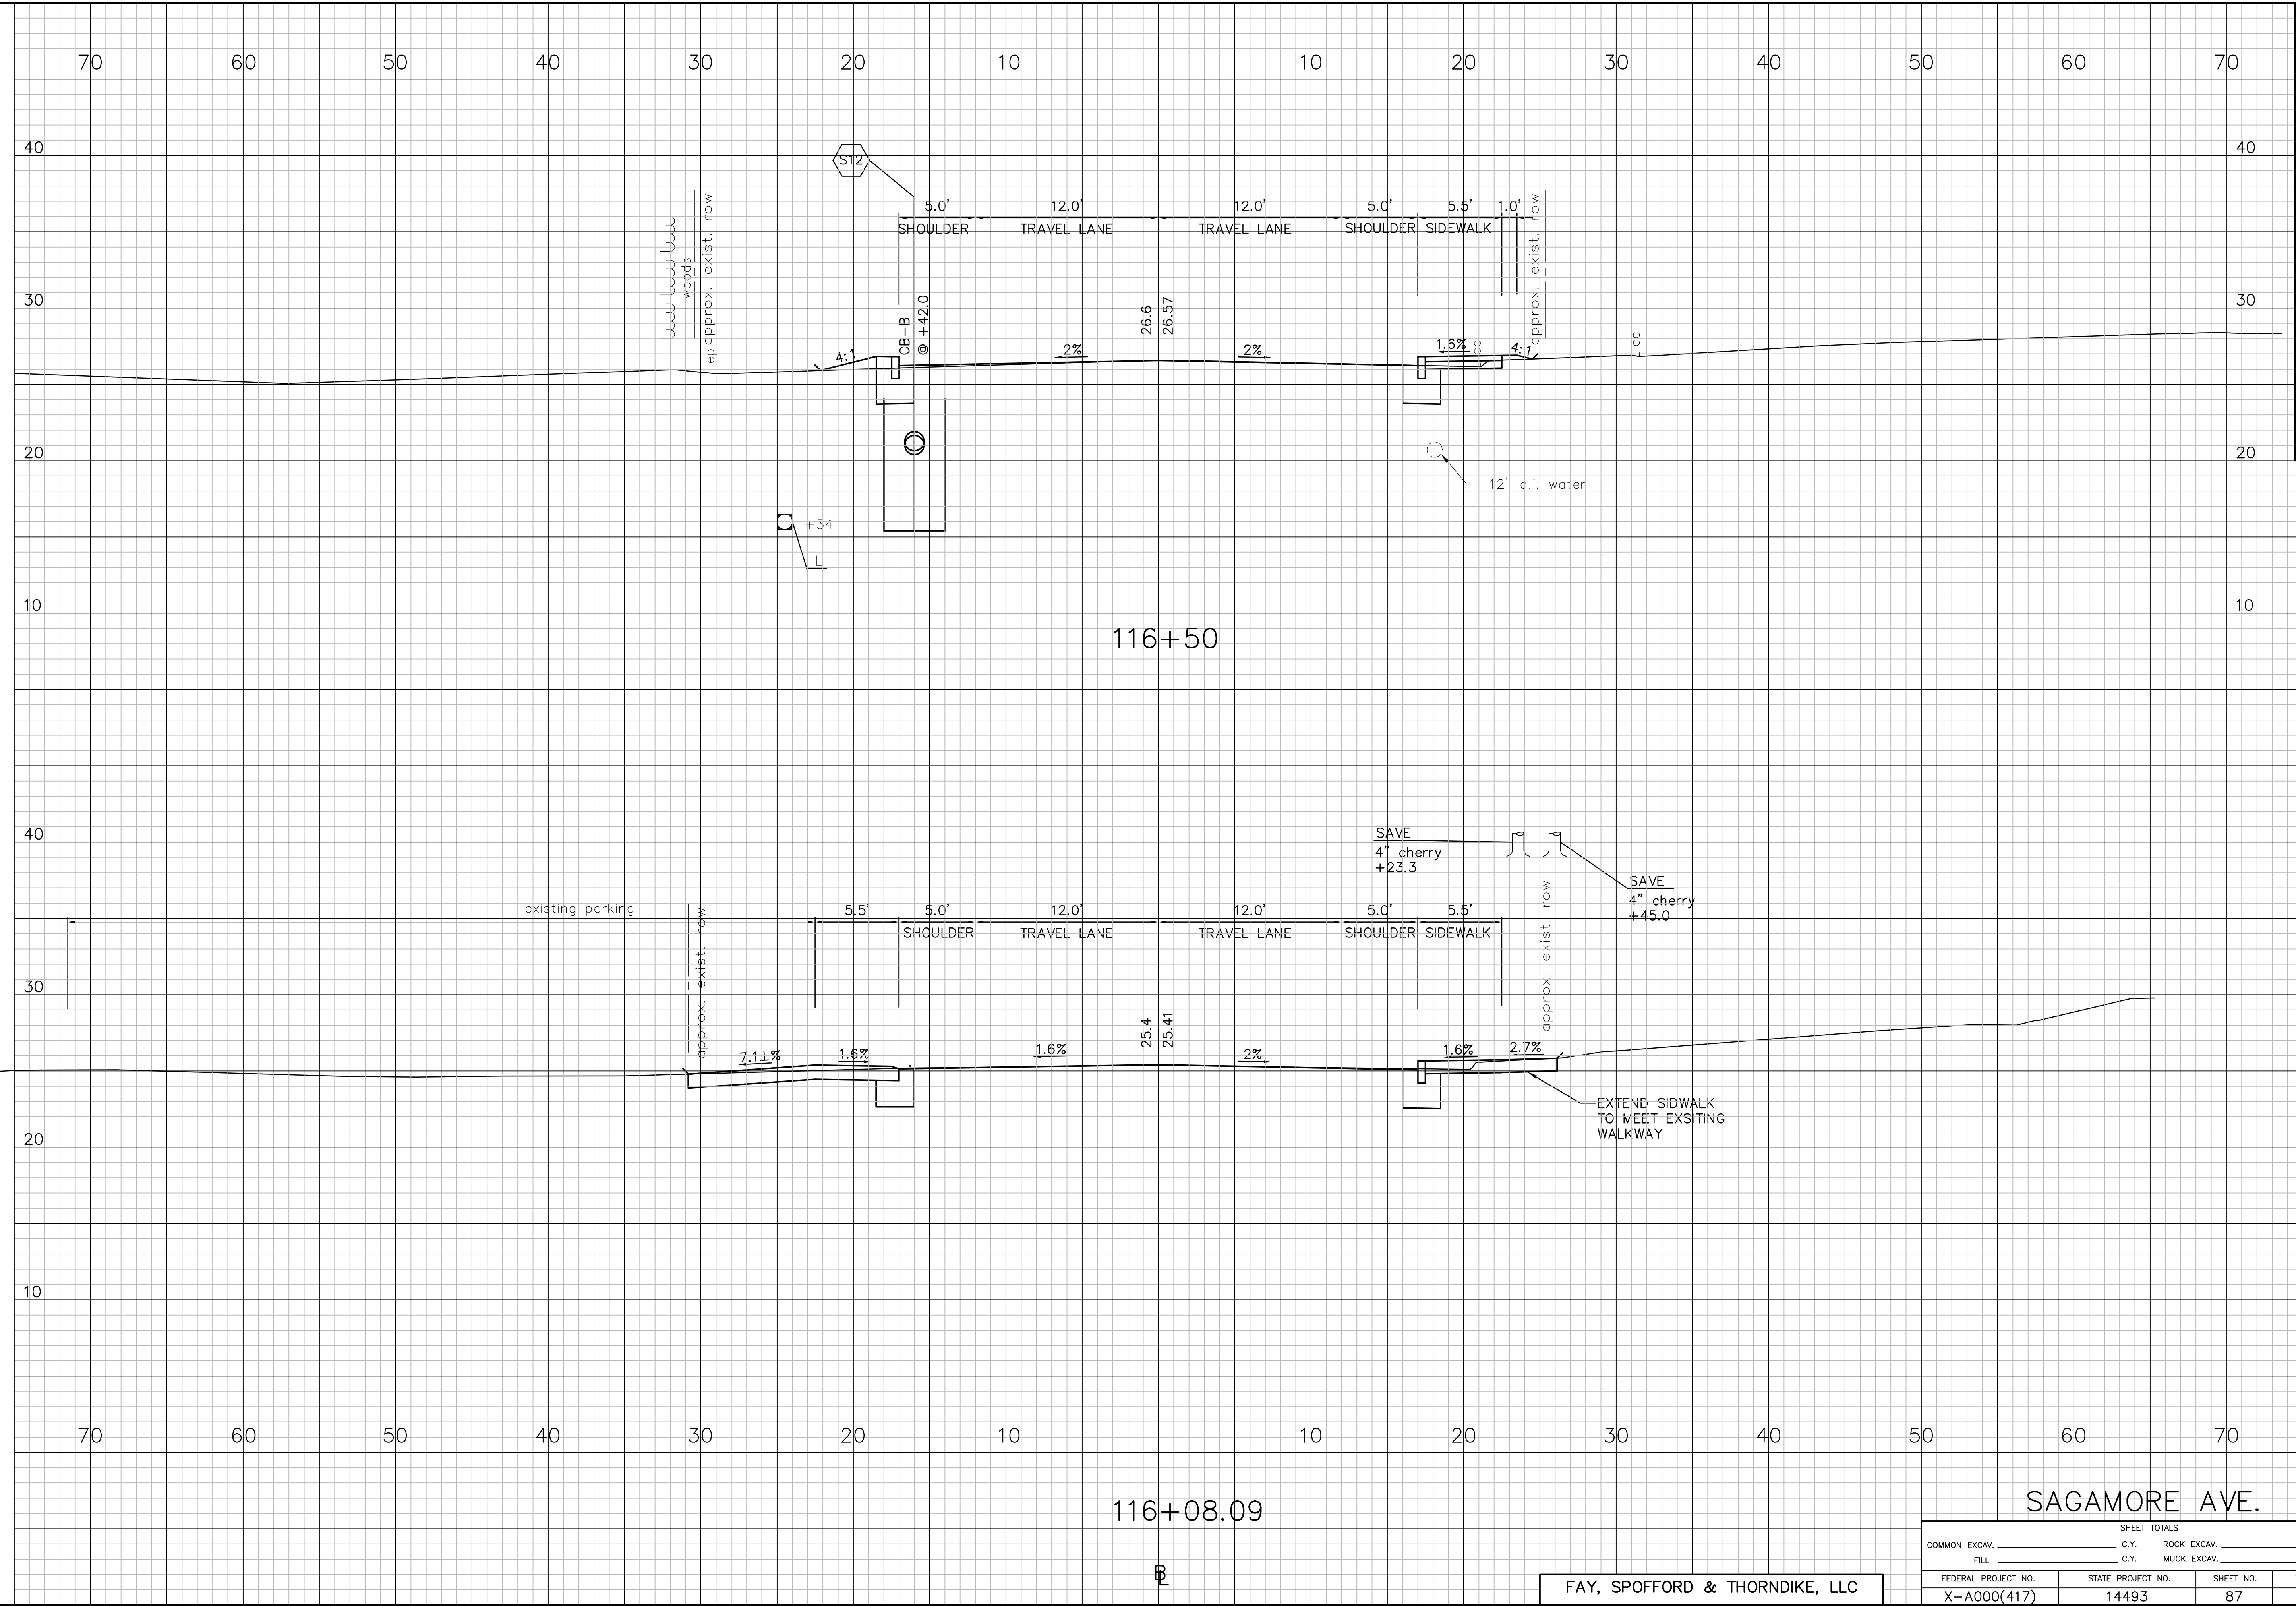 70 60 50 40 30 20 10 10 20 30 40 50 60 70
40 40
S12
5.0' 12.0' 12.0' 5.0' 5.5' 1.0'
SHOULDER TRAVEL LANE TRAVEL LANE SHOULDER SIDEWALK
woods
approx. exist. row
approx. exist. row
30 30
ep
4:1
CB-B
@ +42.0
2%
26.6
26.57
2%
1.6%
cc
4:1
cc
20 20
12" d.i. water
+34
L
10 10
116+50
40
SAVE
4" cherry
+23.3
SAVE
4" cherry
+45.0
existing parking
5.5' 5.0' 12.0' 12.0' 5.0' 5.5'
SHOULDER TRAVEL LANE TRAVEL LANE SHOULDER SIDEWALK
approx. exist. row
approx. exist. row
30
7.1±%
1.6%
1.6%
25.4
25.41
2%
1.6%
2.7%
EXTEND SIDWALK
TO MEET EXSITING
WALKWAY
20
10
70 60 50 40 30 20 10 10 20 30 40 50 60 70
116+08.09
BL
SAGAMORE AVE.
SHEET TOTALS
COMMON EXCAV. C.Y. ROCK EXCAV.
FILL C.Y. MUCK EXCAV.
FAY, SPOFFORD & THORNDIKE, LLC
FEDERAL PROJECT NO. STATE PROJECT NO. SHEET NO.
X-A000(417) 14493 87